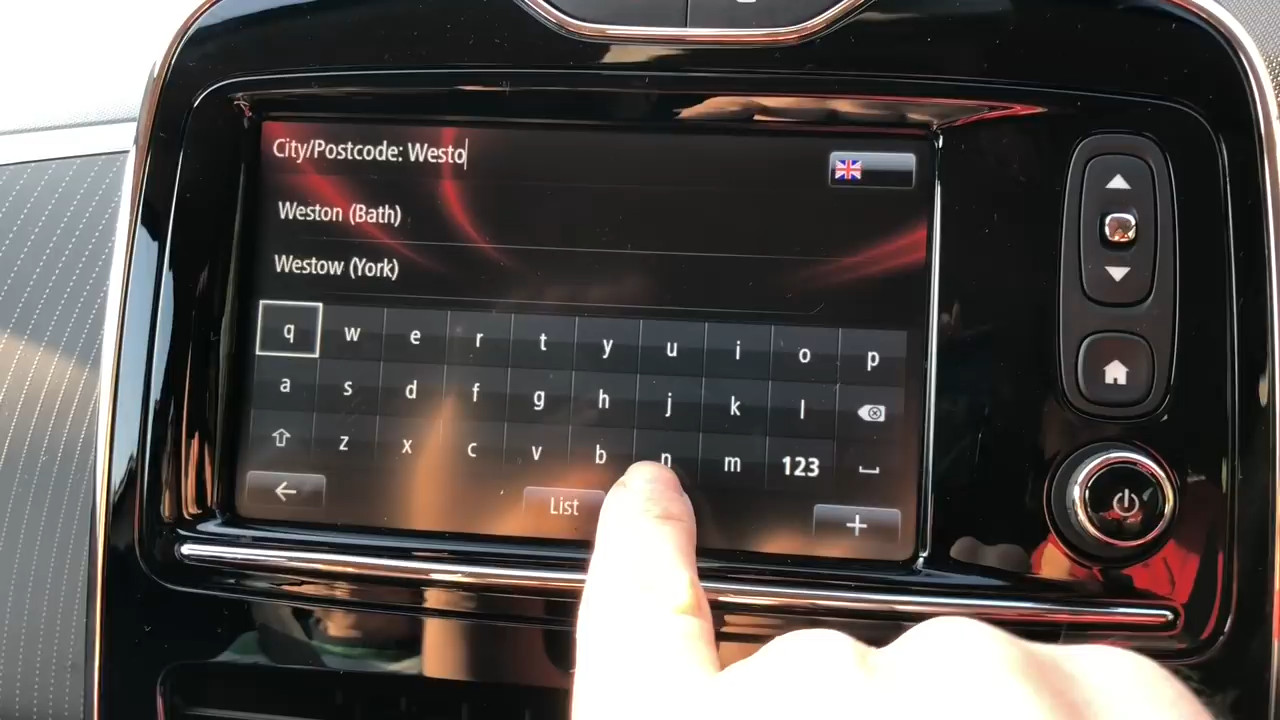 City/Postcode: Westo
Weston (Bath)
Westow (York)
q w e r t y u i o p
a s d f g h j k l
z x c v b n m 123
List